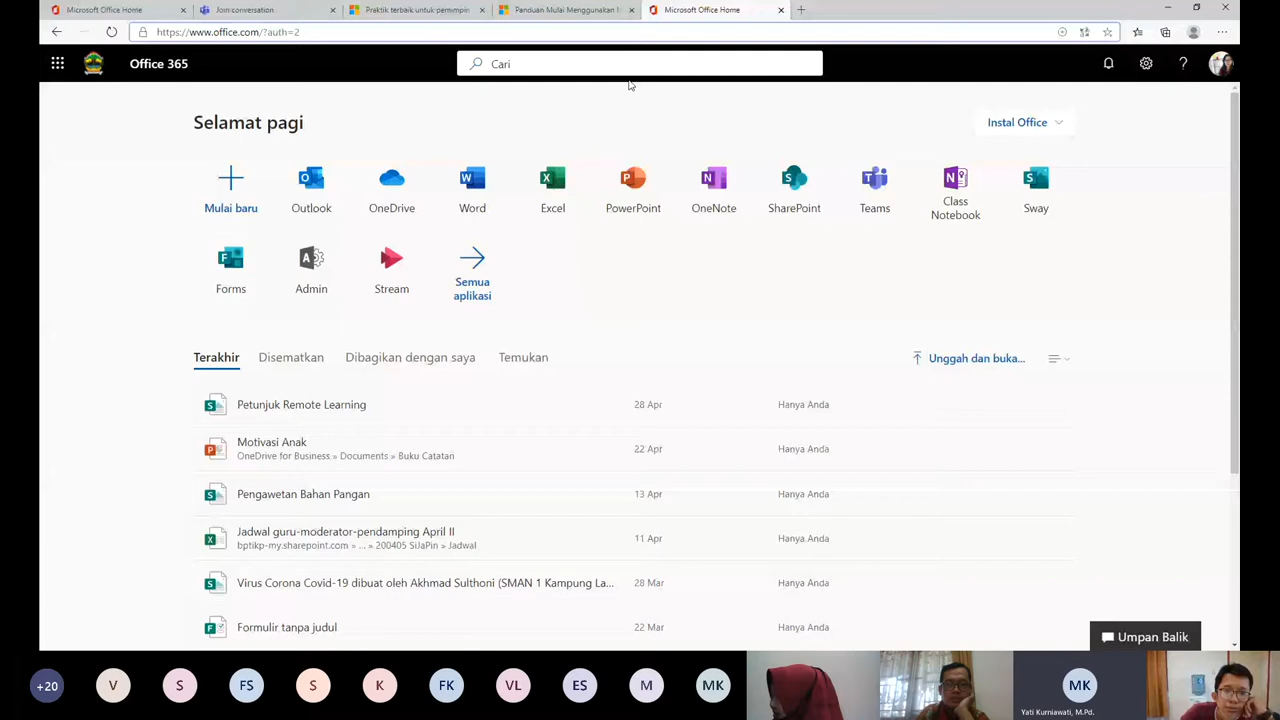 Microsoft Office Home
Join conversation
Praktik terbaik untuk pemimpin
Panduan Mulai Menggunakan
Microsoft Office Home
https://www.office.com/?auth=2
Office 365
Cari
Selamat pagi
Instal Office
Mulai baru
Outlook
OneDrive
Word
Excel
PowerPoint
OneNote
SharePoint
Teams
Class
Notebook
Sway
Forms
Admin
Stream
Semua
aplikasi
Terakhir
Disematkan
Dibagikan dengan saya
Temukan
Unggah dan buka...
Petunjuk Remote Learning
28 Apr
Hanya Anda
Motivasi Anak
OneDrive for Business » Documents » Buku Catatan
22 Apr
Hanya Anda
Pengawetan Bahan Pangan
13 Apr
Hanya Anda
Jadwal guru-moderator-pendamping April II
bptikp-my.sharepoint.com » ... » 200405 SiJaPin » Jadwal
11 Apr
Hanya Anda
Virus Corona Covid-19 dibuat oleh Akhmad Sulthoni (SMAN 1 Kampung La...
28 Mar
Hanya Anda
Formulir tanpa judul
22 Mar
Hanya Anda
Umpan Balik
+20
V
S
FS
S
K
FK
VL
ES
M
MK
MK
Yati Kurniawati, M.Pd.